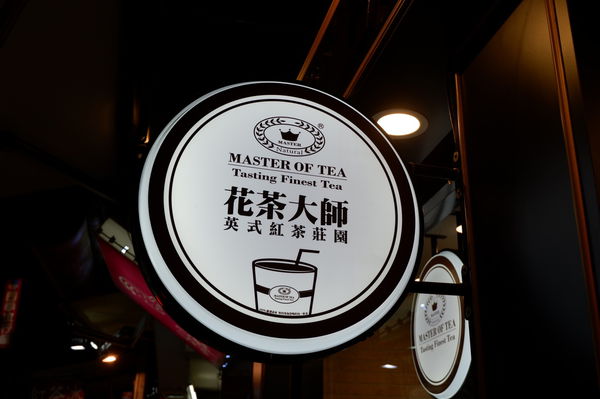 ®
MASTER
Natural
MASTER OF TEA
Tasting Finest Tea
花茶大師
英式紅茶莊園
MASTER OF TEA
Tasting Finest Tea